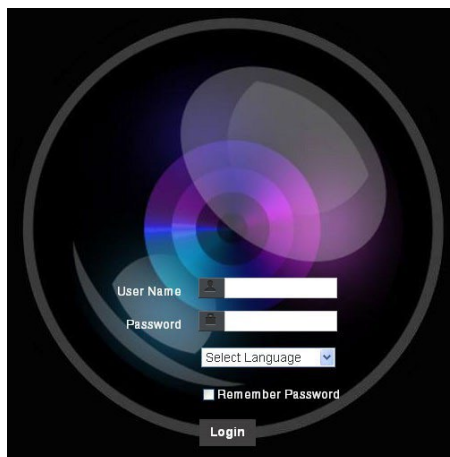 User Name
Password
Select Language
Remember Password
Login